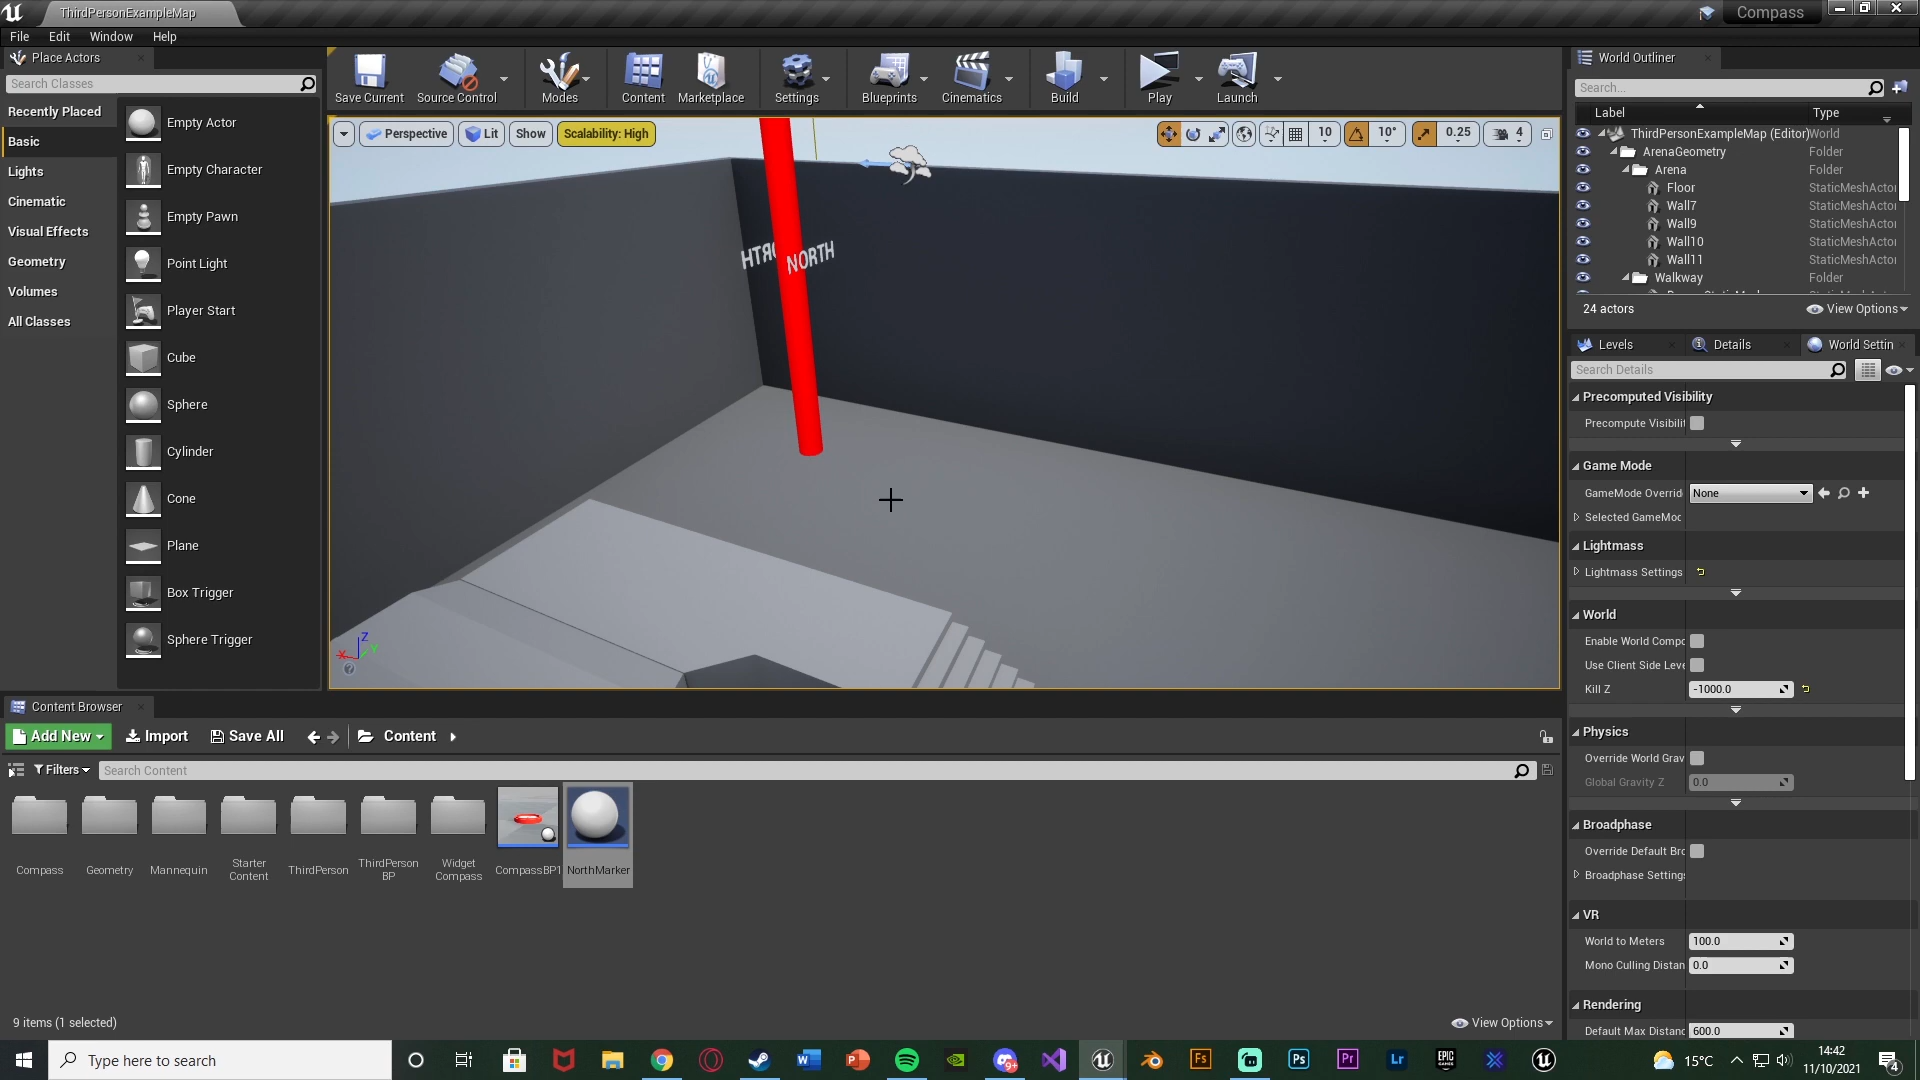 ThirdPersonExampleMap
Compass
File Edit Window Help
Place Actors
Search Classes
Recently Placed
Basic
Lights
Cinematic
Visual Effects
Geometry
Volumes
All Classes
Empty Actor
Empty Character
Empty Pawn
Point Light
Player Start
Cube
Sphere
Cylinder
Cone
Plane
Box Trigger
Sphere Trigger
Save Current Source Control Modes Content Marketplace Settings Blueprints Cinematics Build Play Launch
Perspective Lit Show Scalability: High
10 10° 0.25 4
NORTH
Z
X Y
World Outliner
Search...
Label Type
ThirdPersonExampleMap (Editor) World
ArenaGeometry Folder
Arena Folder
Floor StaticMeshActor
Wall7 StaticMeshActor
Wall9 StaticMeshActor
Wall10 StaticMeshActor
Wall11 StaticMeshActor
Walkway Folder
24 actors View Options
Levels Details World Settin
Search Details
Precomputed Visibility
Precompute Visibilit
Game Mode
GameMode Overrid None
Selected GameMod
Lightmass
Lightmass Settings
World
Enable World Compo
Use Client Side Leve
Kill Z -1000.0
Physics
Override World Grav
Global Gravity Z 0.0
Broadphase
Override Default Bro
Broadphase Settings
VR
World to Meters 100.0
Mono Culling Distan 0.0
Rendering
Default Max Distanc 600.0
Content Browser
Add New Import Save All Content
Filters Search Content
Compass
Geometry
Mannequin
Starter
Content
ThirdPerson
ThirdPerson
BP
Widget
Compass
CompassBP1
NorthMarker
9 items (1 selected) View Options
Type here to search
15°C
14:42
11/10/2021
4